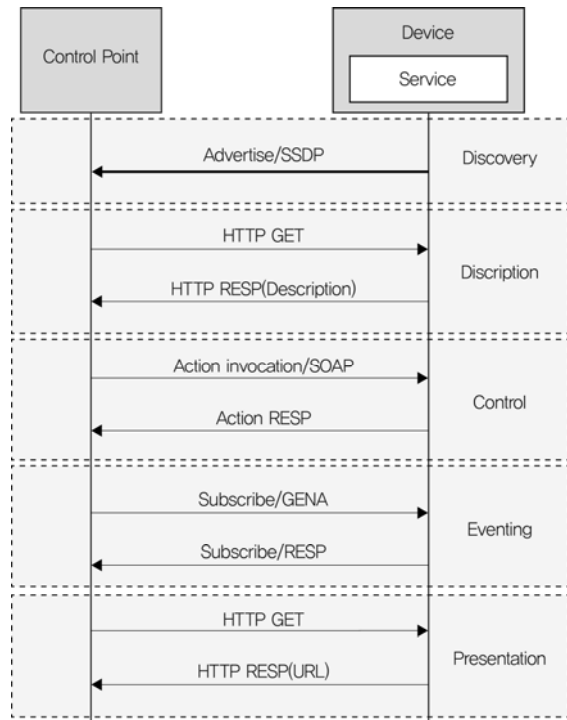 Control Point
Device
Service
Advertise/SSDP
Discovery
HTTP GET
Discription
HTTP RESP(Description)
Action invocation/SOAP
Control
Action RESP
Subscribe/GENA
Eventing
Subscribe/RESP
HTTP GET
Presentation
HTTP RESP(URL)